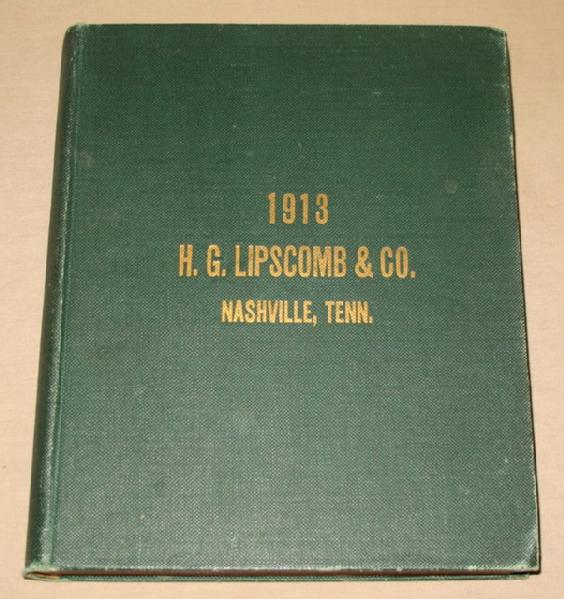 1913
H. G. LIPSCOMB & CO.
NASHVILLE, TENN.